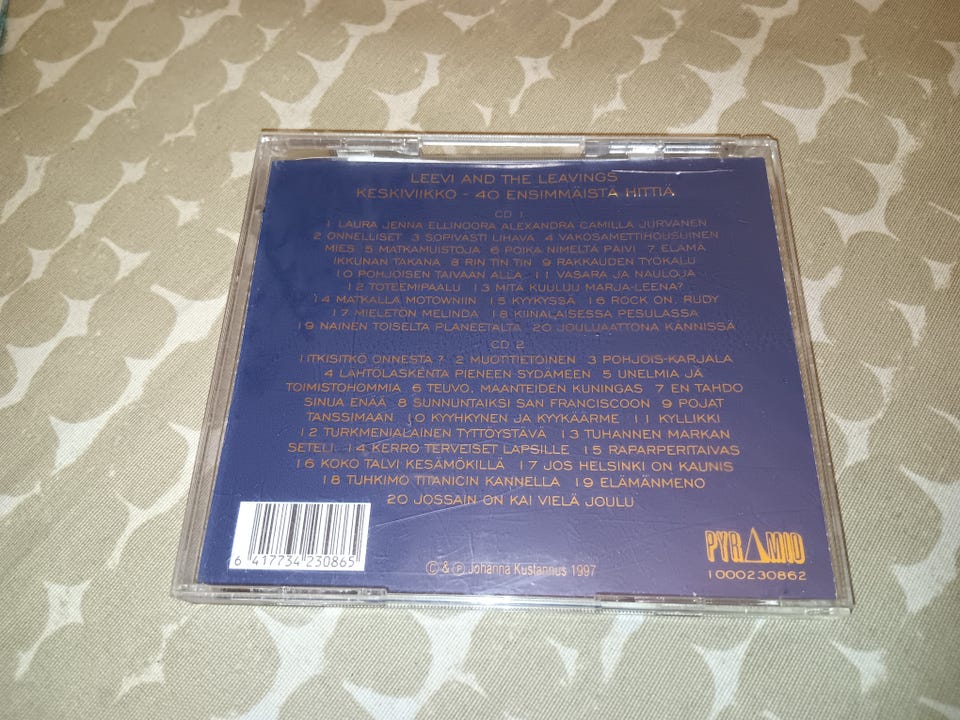 LEEVI AND THE LEAVINGS
KESKIVIIKKO - 40 ENSIMMÄISTÄ HITTIÄ
CD 1
1 LAURA JENNA ELLINOORA ALEXANDRA CAMILLA JURVANEN
2 ONNELLISET 3 SOPIVASTI LIHAVA 4 VAKOSAMETTIHOUSUINEN
MIES 5 MATKAMUISTOJA 6 POIKA NIMELTÄ PÄIVI 7 ELÄMÄ
IKKUNAN TAKANA 8 RIN TIN TIN 9 RAKKAUDEN TYÖKALU
10 POHJOISEN TAIVAAN ALLA 11 VASARA JA NAULOJA
12 TOTEEMIPAALU 13 MITÄ KUULUU MARJA-LEENA?
14 MATKALLA MOTOWNIIN 15 KYYKYSSÄ 16 ROCK ON, RUDY
17 MIELETÖN MELINDA 18 KIINALAISESSA PESULASSA
19 NAINEN TOISELTA PLANEETALTA 20 JOULUAATTONA KÄNNISSÄ
CD 2
1 ITKISITKÖ ONNESTA? 2 MUOTITIETOINEN 3 POHJOIS-KARJALA
4 LÄHTÖLASKENTA PIENEEN SYDÄMEEN 5 UNELMIA JA
TOIMISTOHOMMIA 6 TEUVO, MAANTEIDEN KUNINGAS 7 EN TAHDO
SINUA ENÄÄ 8 SUNNUNTAIKSI SAN FRANCISCOON 9 POJAT
TANSSIMAAN 10 KYYHKYNEN JA KYYKÄÄRME 11 KYLLIKKI
12 TURKMENIALAINEN TYTTÖYSTÄVÄ 13 TUHANNEN MARKAN
SETELI 14 KERRO TERVEISET LAPSILLE 15 RAPARPERITAIVAS
16 KOKO TALVI KESÄMÖKILLÄ 17 JOS HELSINKI ON KAUNIS
18 TUHKIMO TITANICIN KANNELLA 19 ELÄMÄNMENO
20 JOSSAIN ON KAI VIELÄ JOULU
6 417734 230865
© & ℗ Johanna Kustannus 1997
PYRAMID
1000230862